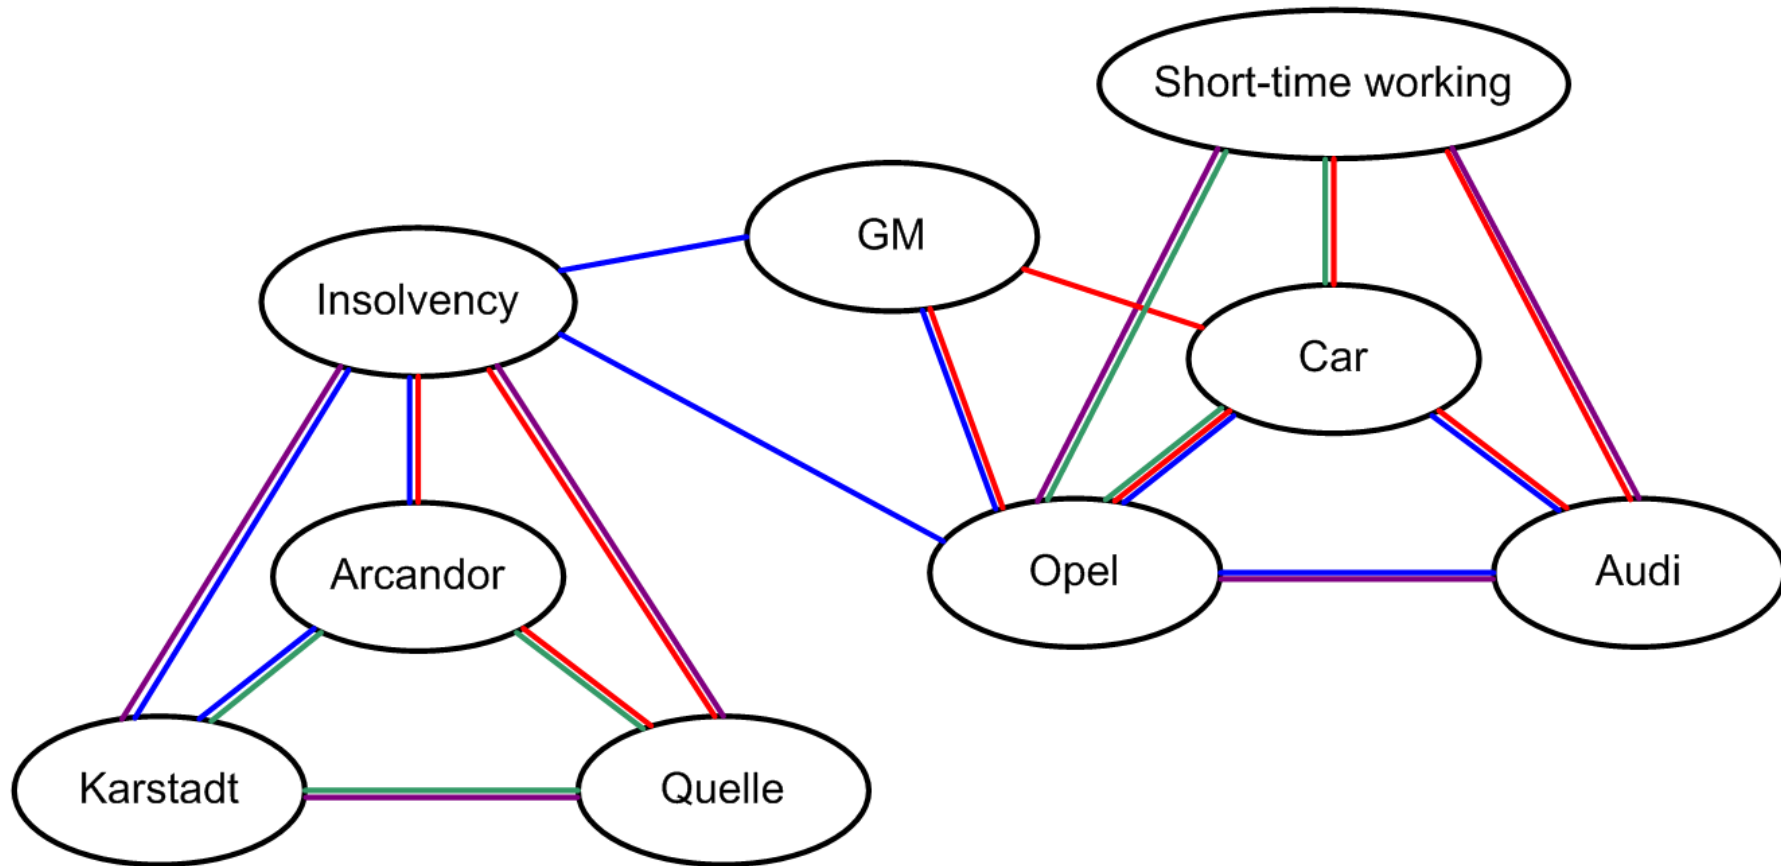 Short-time working
GM
Insolvency
Car
Arcandor
Opel
Audi
Karstadt
Quelle